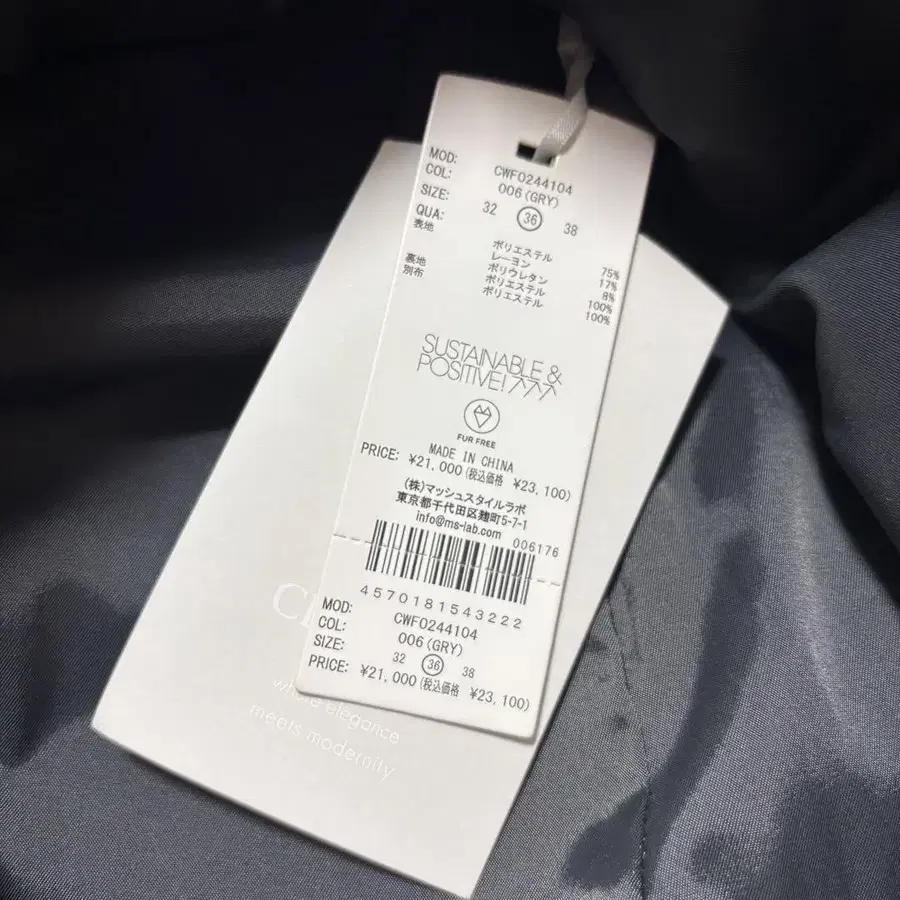 MOD: CWF0244104
COL: 006(GRY)
SIZE: 32 36 38
QUA:
表地 ポリエステル 75%
レーヨン 17%
ポリウレタン 8%
裏地 ポリエステル 100%
別布 ポリエステル 100%
SUSTAINABLE &
POSITIVE!
FUR FREE
MADE IN CHINA
PRICE: ¥21,000(税込価格 ¥23,100)
(株)マッシュスタイルラボ
東京都千代田区麹町5-7-1
info@ms-lab.com
006176
4570181543222
MOD: CWF0244104
COL: 006(GRY)
SIZE: 32 36 38
PRICE: ¥21,000(税込価格 ¥23,100)
elegance
meets modernity